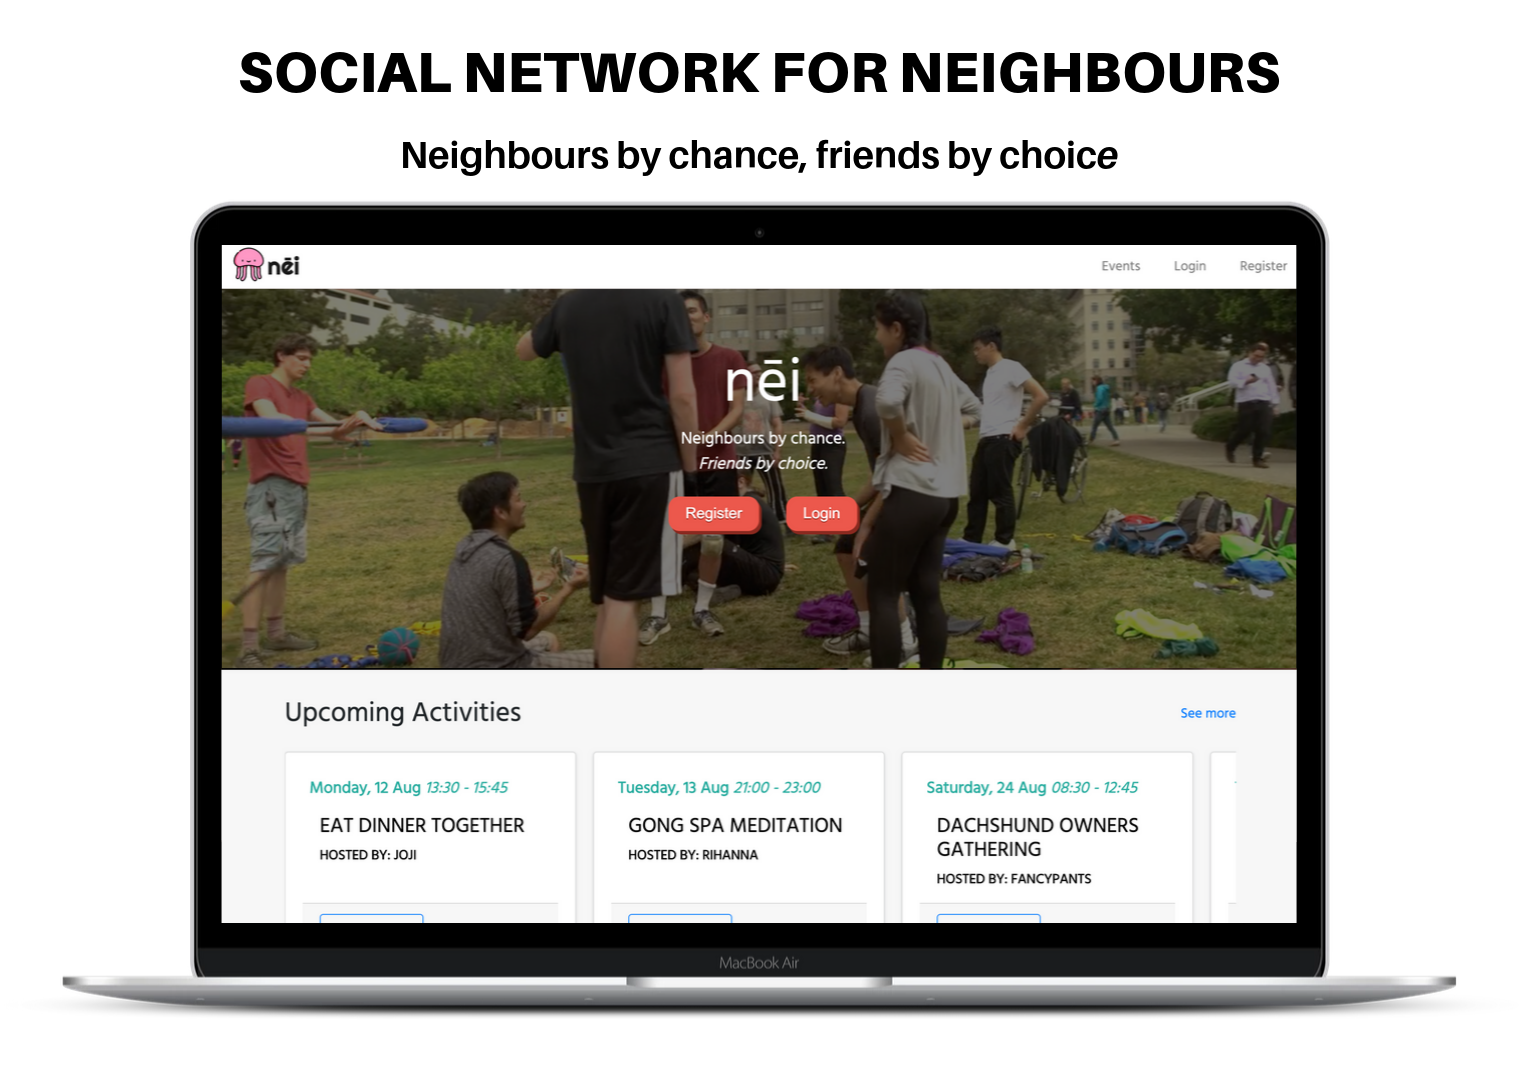 SOCIAL NETWORK FOR NEIGHBOURS
Neighbours by chance, friends by choice
nēi
Events
Login
Register
nēi
Neighbours by chance.
Friends by choice.
Register
Login
Upcoming Activities
See more
Monday, 12 Aug 13:30 - 15:45
EAT DINNER TOGETHER
HOSTED BY: JOJI
Tuesday, 13 Aug 21:00 - 23:00
GONG SPA MEDITATION
HOSTED BY: RIHANNA
Saturday, 24 Aug 08:30 - 12:45
DACHSHUND OWNERS
GATHERING
HOSTED BY: FANCYPANTS
MacBook Air